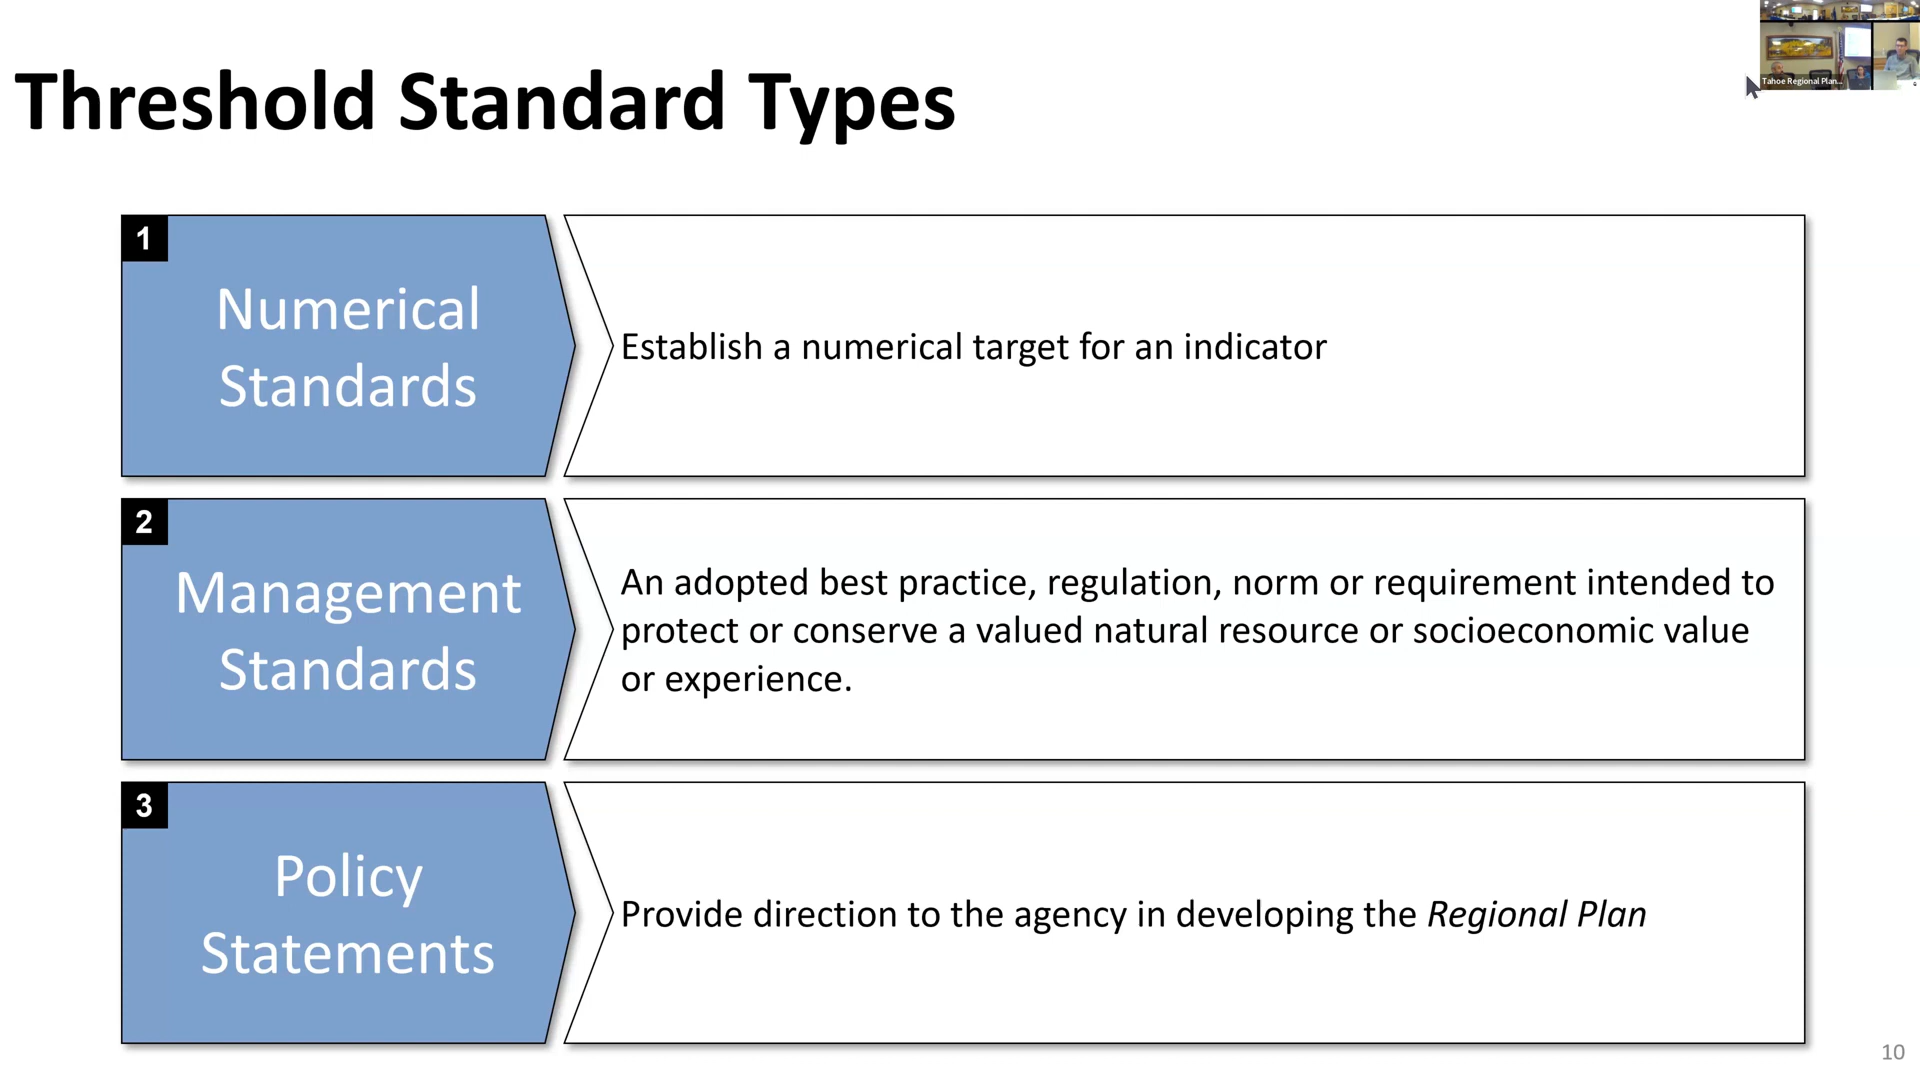 Tahoe Regional Plan...
Threshold Standard Types
1
Numerical
Standards
Establish a numerical target for an indicator
2
Management
Standards
An adopted best practice, regulation, norm or requirement intended to
protect or conserve a valued natural resource or socioeconomic value
or experience.
3
Policy
Statements
Provide direction to the agency in developing the Regional Plan
10